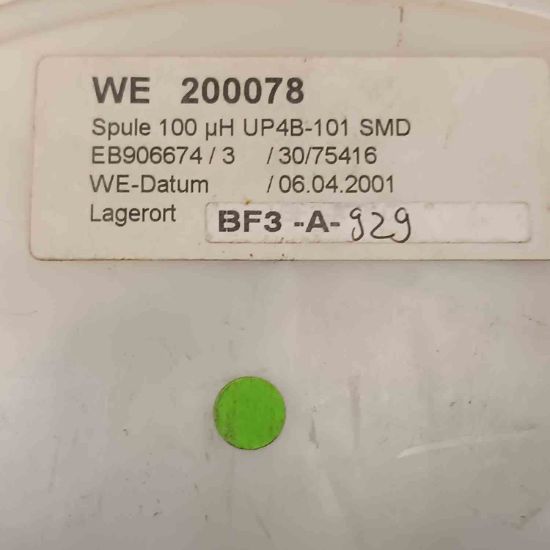 WE 200078
Spule 100 µH UP4B-101 SMD
EB906674 / 3 / 30/75416
WE-Datum / 06.04.2001
Lagerort BF3 -A- 929